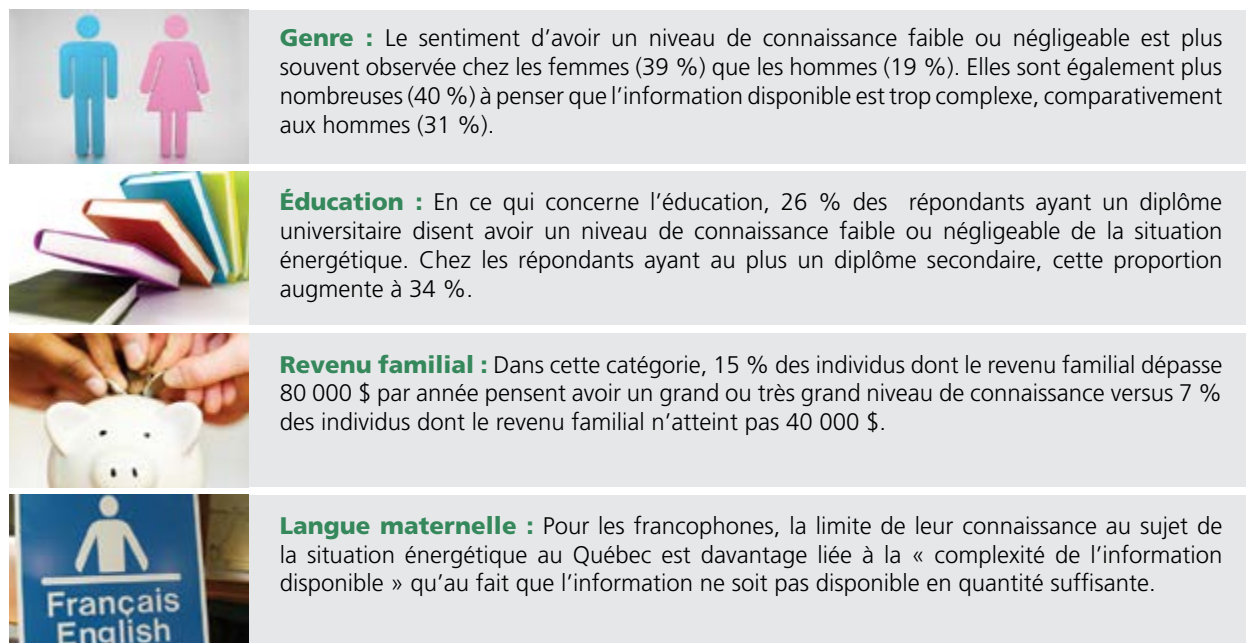 Genre : Le sentiment d'avoir un niveau de connaissance faible ou négligeable est plus
souvent observée chez les femmes (39 %) que les hommes (19 %). Elles sont également plus
nombreuses (40 %) à penser que l'information disponible est trop complexe, comparativement
aux hommes (31 %).
Éducation : En ce qui concerne l'éducation, 26 % des répondants ayant un diplôme
universitaire disent avoir un niveau de connaissance faible ou négligeable de la situation
énergétique. Chez les répondants ayant au plus un diplôme secondaire, cette proportion
augmente à 34 %.
Revenu familial : Dans cette catégorie, 15 % des individus dont le revenu familial dépasse
80 000 $ par année pensent avoir un grand ou très grand niveau de connaissance versus 7 %
des individus dont le revenu familial n'atteint pas 40 000 $.
Français
English
Langue maternelle : Pour les francophones, la limite de leur connaissance au sujet de
la situation énergétique au Québec est davantage liée à la « complexité de l'information
disponible » qu'au fait que l'information ne soit pas disponible en quantité suffisante.